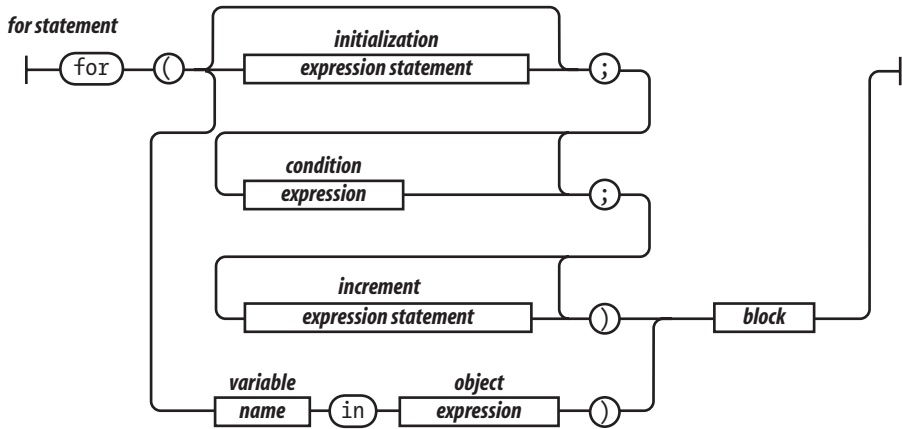 for statement
initialization
for ( expression statement ;
condition
expression ;
increment
expression statement ) block
variable object
name in expression )